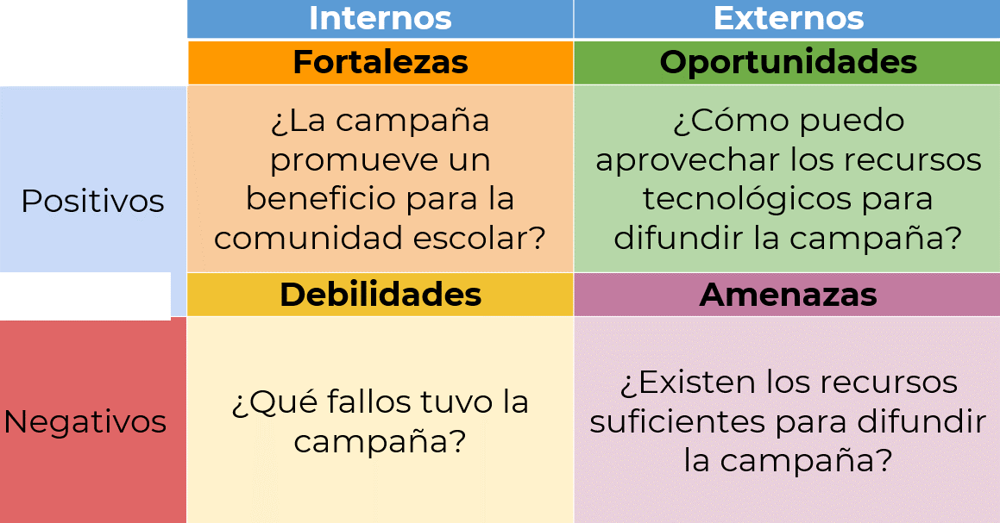 Internos
Externos
Fortalezas
Oportunidades
Positivos
¿La campaña
promueve un
beneficio para la
comunidad escolar?
¿Cómo puedo
aprovechar los recursos
tecnológicos para
difundir la campaña?
Debilidades
Amenazas
Negativos
¿Qué fallos tuvo la
campaña?
¿Existen los recursos
suficientes para difundir
la campaña?